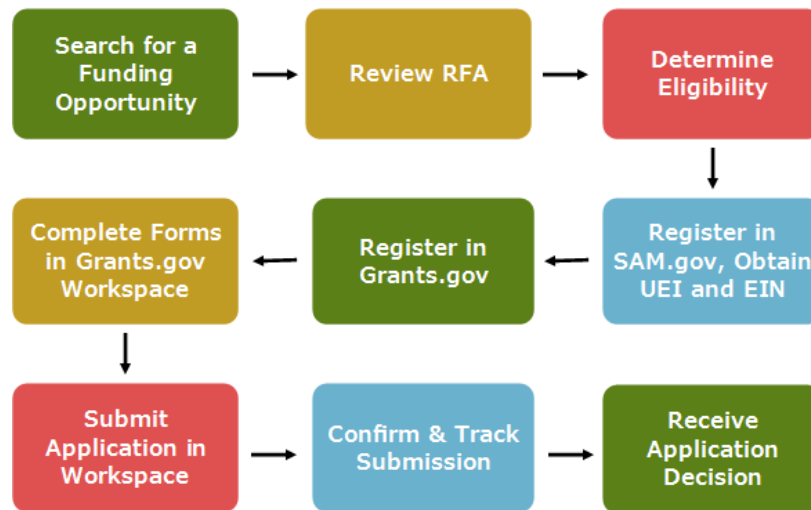 Search for a
Funding
Opportunity
Review RFA
Determine
Eligibility
Register in
SAM.gov, Obtain
UEI and EIN
Register in
Grants.gov
Complete Forms
in Grants.gov
Workspace
Submit
Application in
Workspace
Confirm & Track
Submission
Receive
Application
Decision